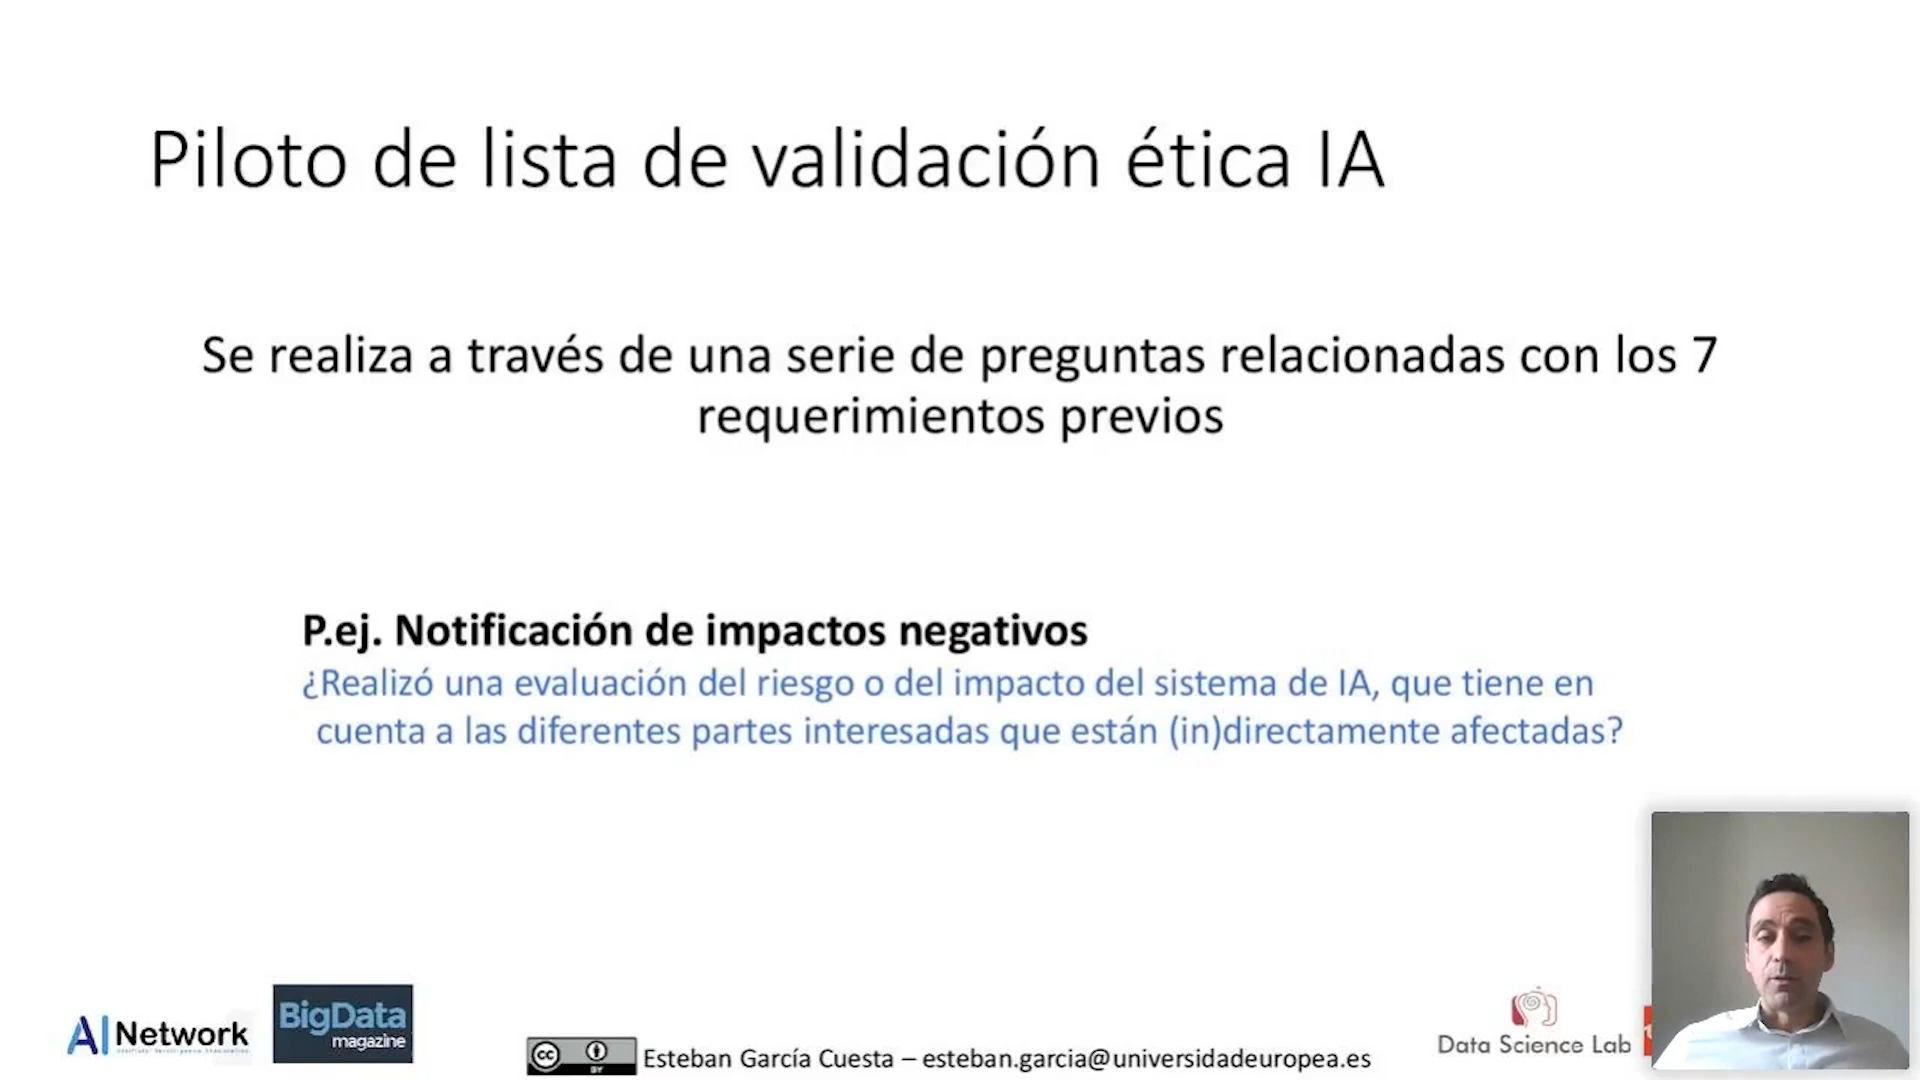 Piloto de lista de validación ética IA
Se realiza a través de una serie de preguntas relacionadas con los 7
requerimientos previos
P.ej. Notificación de impactos negativos
¿Realizó una evaluación del riesgo o del impacto del sistema de IA, que tiene en
cuenta a las diferentes partes interesadas que están (in)directamente afectadas?
AI Network
BigData
magazine
cc
BY
Esteban García Cuesta – esteban.garcia@universidadeuropea.es
Data Science Lab